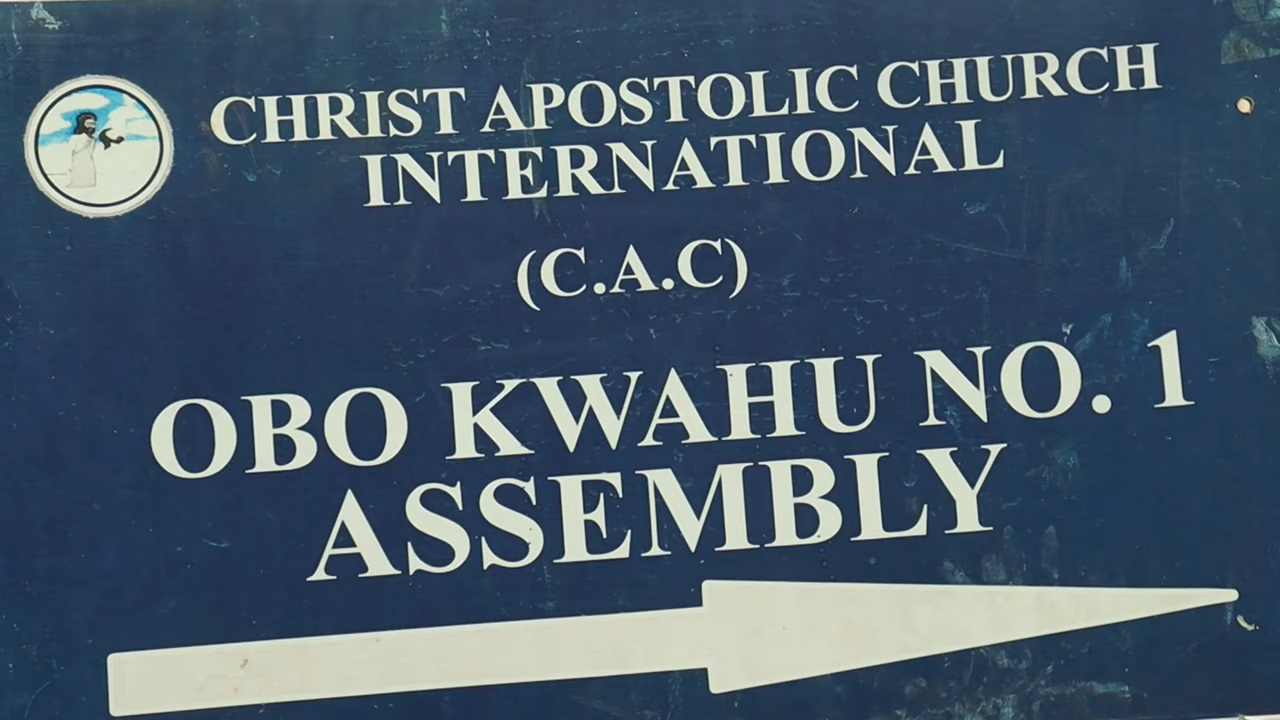 CHRIST APOSTOLIC CHURCH
INTERNATIONAL
(C.A.C)
OBO KWAHU NO. 1
ASSEMBLY